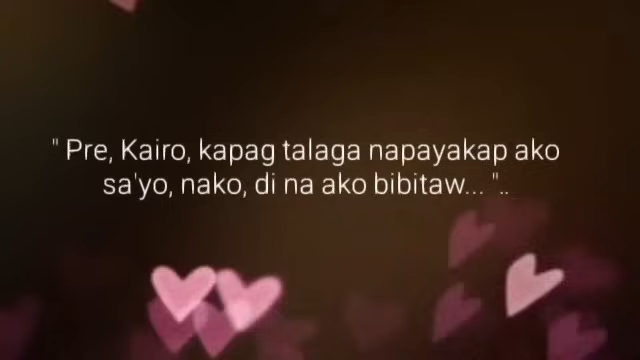 " Pre, Kairo, kapag talaga napayakap ako
sa'yo, nako, di na ako bibitaw... "..